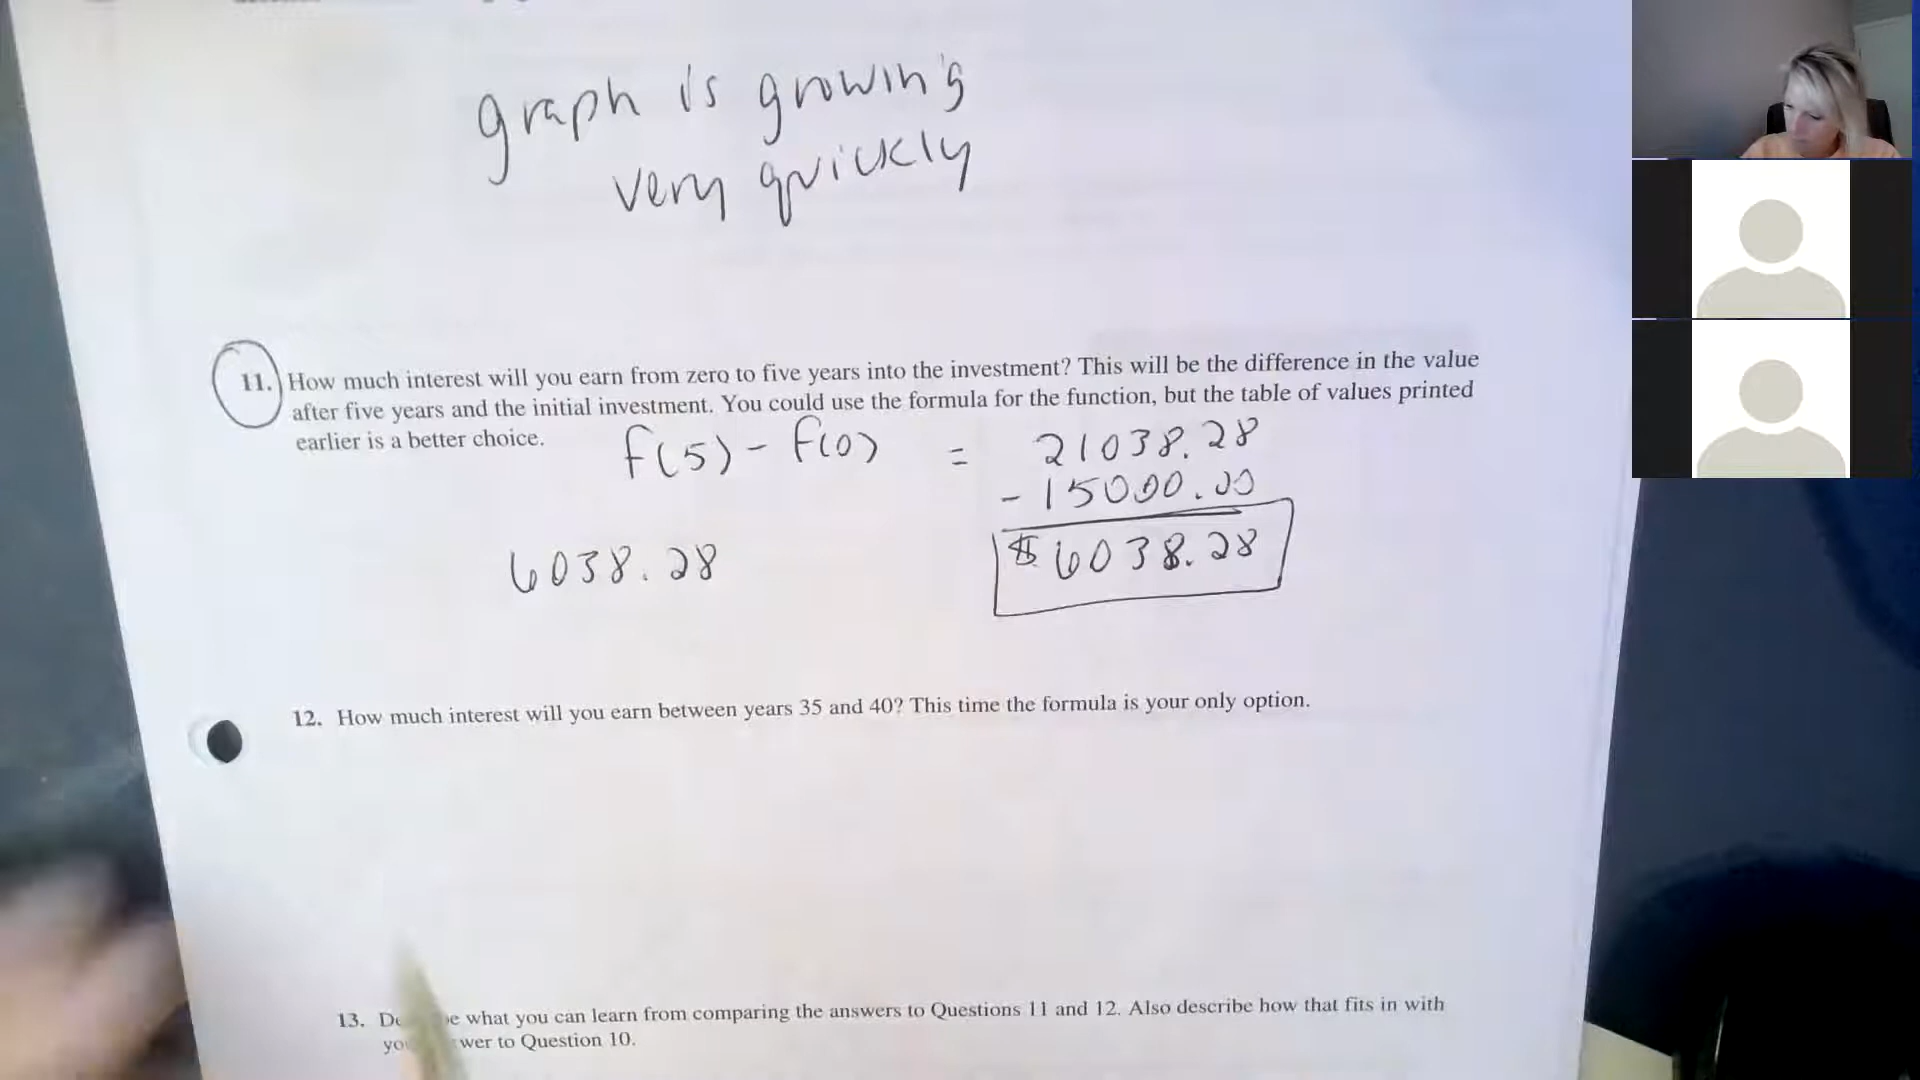 graph is growing
very quickly
11. How much interest will you earn from zero to five years into the investment? This will be the difference in the value
after five years and the initial investment. You could use the formula for the function, but the table of values printed
earlier is a better choice.
f(5) - f(0) = 21038.28
- 15000.00
6038.28
$6038.28
12. How much interest will you earn between years 35 and 40? This time the formula is your only option.
13. what you can learn from comparing the answers to Questions 11 and 12. Also describe how that fits in with
to Question 10.